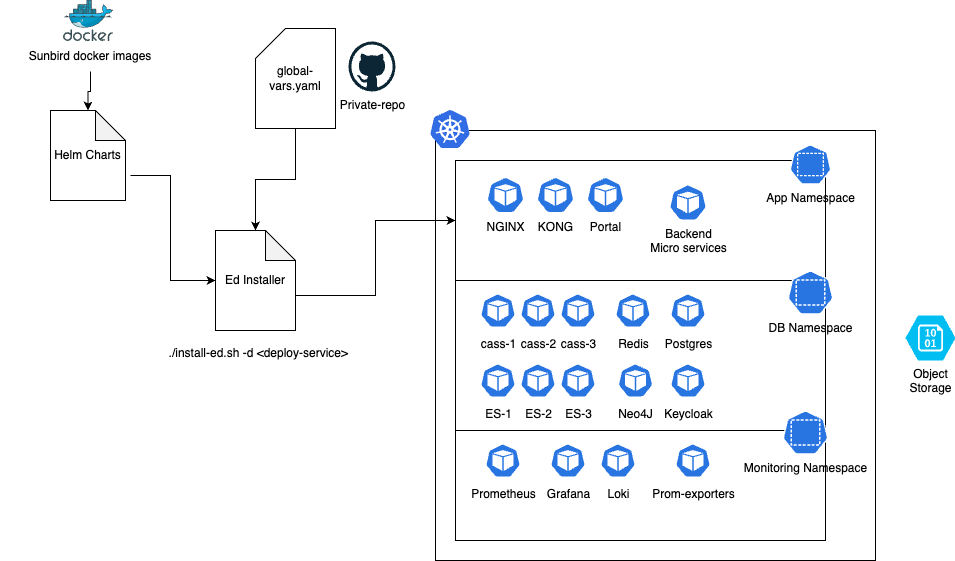 docker
Sunbird docker images
global-
vars.yaml
Private-repo
Helm Charts
Ed Installer
./install-ed.sh -d <deploy-service>
App Namespace
NGINX KONG Portal
Backend
Micro services
DB Namespace
cass-1 cass-2 cass-3 Redis Postgres
ES-1 ES-2 ES-3 Neo4J Keycloak
Monitoring Namespace
Prometheus Grafana Loki Prom-exporters
10
01
Object
Storage